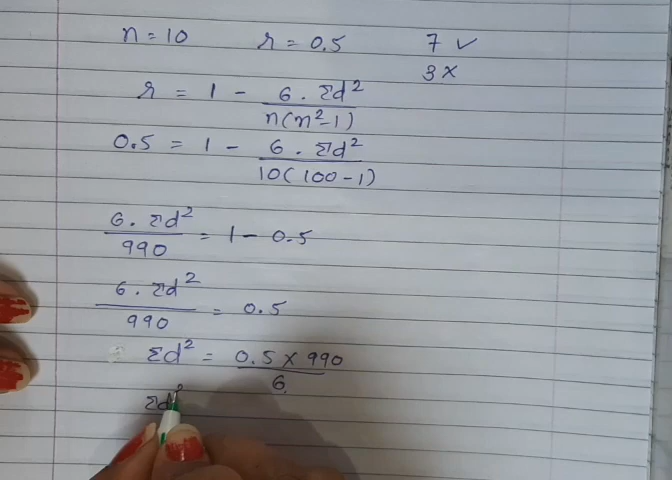 n = 10 r = 0.5 7 ✓
3 ×
r = 1 - 6 . Σd² / n(n²-1)
0.5 = 1 - 6 . Σd² / 10(100-1)
6 . Σd² / 990 = 1 - 0.5
6 . Σd² / 990 = 0.5
Σd² = 0.5 × 990 / 6
Σd²